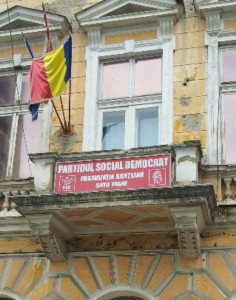 PARTIDUL SOCIAL DEMOCRAT
ORGANIZAȚIA JUDEȚEANĂ
SATU MARE